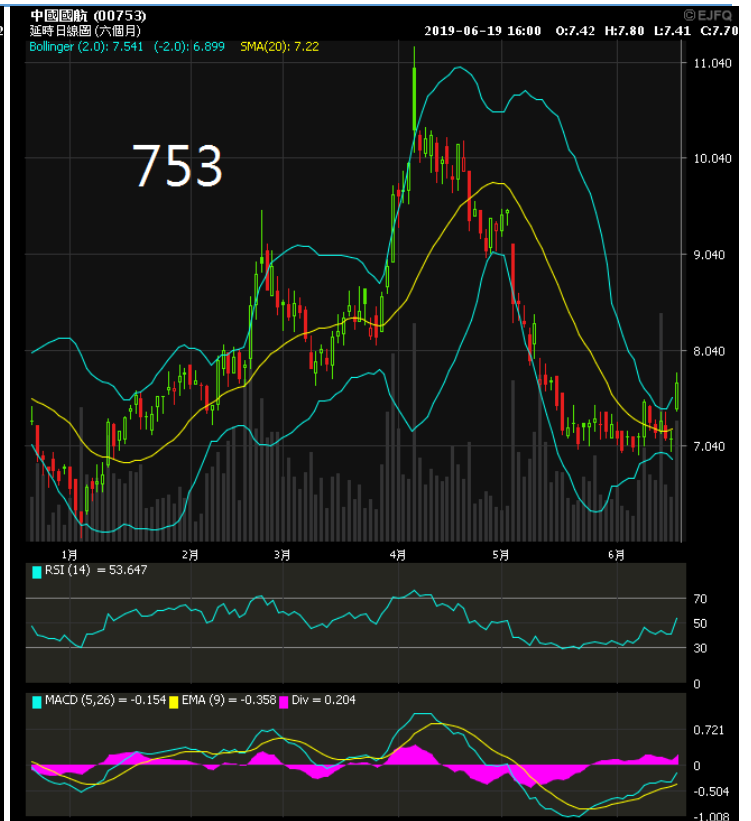 2
中國國航 (00753)
©EJFQ
延時日線圖 (六個月)
2019-06-19 16:00 O:7.42 H:7.80 L:7.41 C:7.70
Bollinger (2.0): 7.541 (-2.0): 6.899 SMA(20): 7.22
11.040
753
10.040
9.040
8.040
7.040
1月 2月 3月 4月 5月 6月
RSI (14) = 53.647
70
50
30
0
MACD (5,26) = -0.154 EMA (9) = -0.358 Div = 0.204
0.721
0
-0.504
-1.008